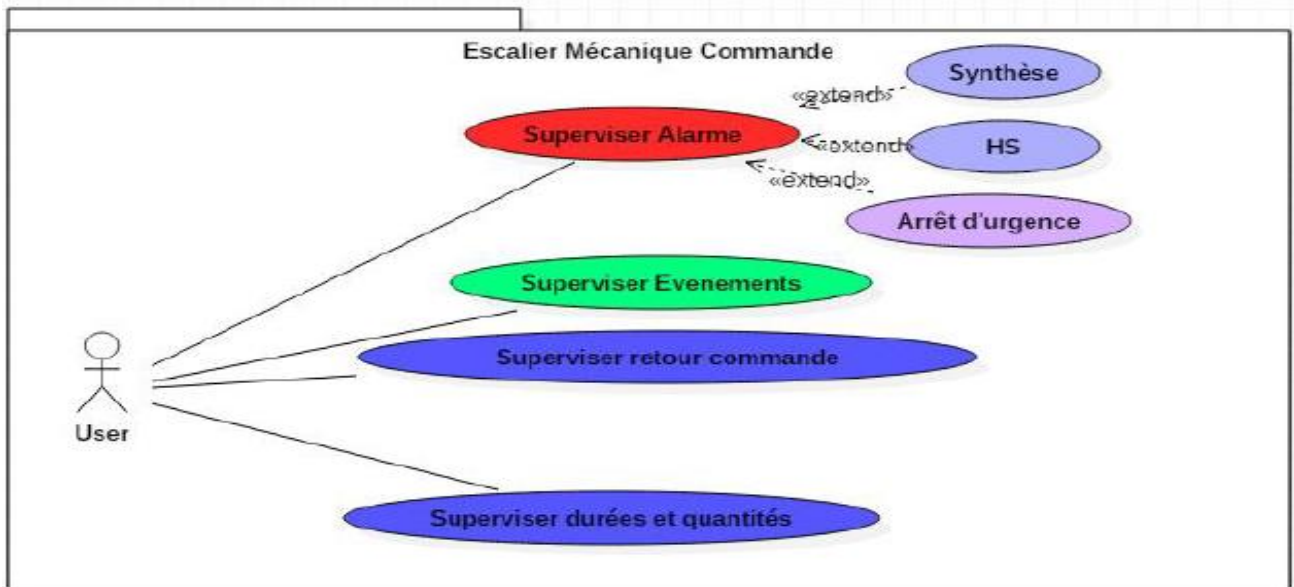 Escalier Mécanique Commande
Synthèse
«extend»
Superviser Alarme
«extend»
HS
«extend»
Arrêt d'urgence
Superviser Evenements
Superviser retour commande
User
Superviser durées et quantités